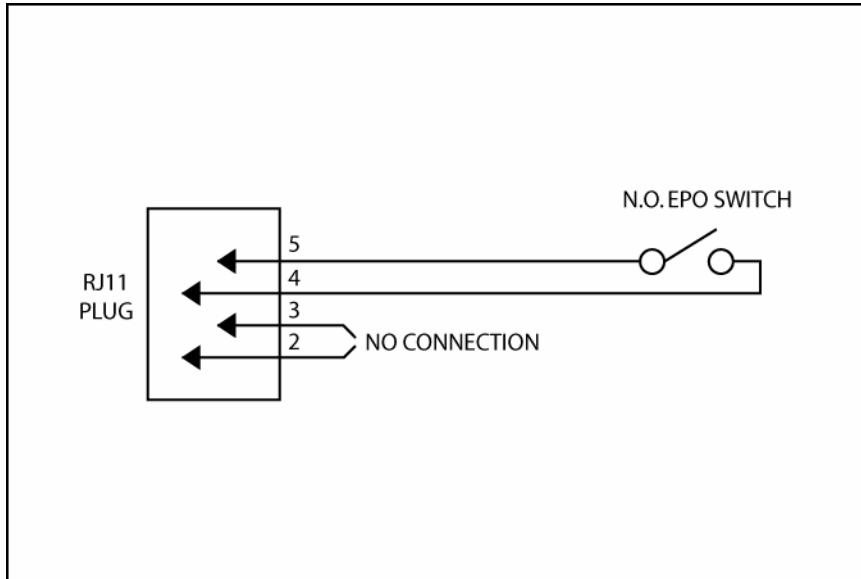 N.O. EPO SWITCH
5
4
3
2
RJ11
PLUG
NO CONNECTION